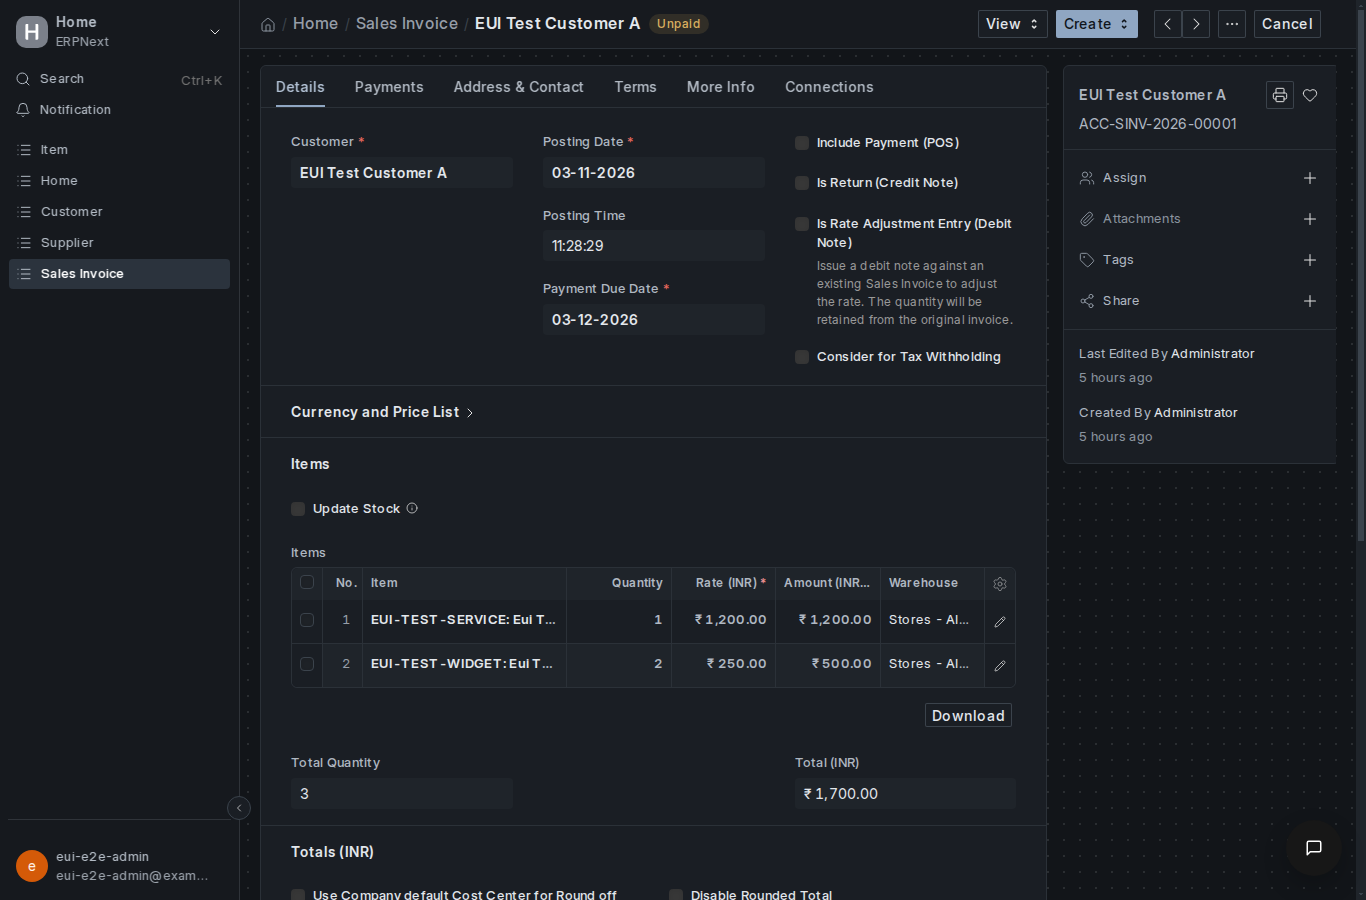 Home
ERPNext
Search
Ctrl+K
Notification
Item
Home
Customer
Supplier
Sales Invoice
eui-e2e-admin
eui-e2e-admin@exam...
/ Home / Sales Invoice / EUI Test Customer A Unpaid
View
Create
Cancel
Details
Payments
Address & Contact
Terms
More Info
Connections
Customer *
EUI Test Customer A
Posting Date *
03-11-2026
Posting Time
11:28:29
Payment Due Date *
03-12-2026
Include Payment (POS)
Is Return (Credit Note)
Is Rate Adjustment Entry (Debit
Note)
Issue a debit note against an
existing Sales Invoice to adjust
the rate. The quantity will be
retained from the original invoice.
Consider for Tax Withholding
Currency and Price List
Items
Update Stock
Items
No. Item Quantity Rate (INR) * Amount (INR... Warehouse
1 EUI-TEST-SERVICE: Eui T... 1 ₹ 1,200.00 ₹ 1,200.00 Stores - AI...
2 EUI-TEST-WIDGET: Eui T... 2 ₹ 250.00 ₹ 500.00 Stores - AI...
Download
Total Quantity
3
Total (INR)
₹ 1,700.00
Totals (INR)
Use Company default Cost Center for Round off
Disable Rounded Total
EUI Test Customer A
ACC-SINV-2026-00001
Assign
Attachments
Tags
Share
Last Edited By Administrator
5 hours ago
Created By Administrator
5 hours ago
H
e